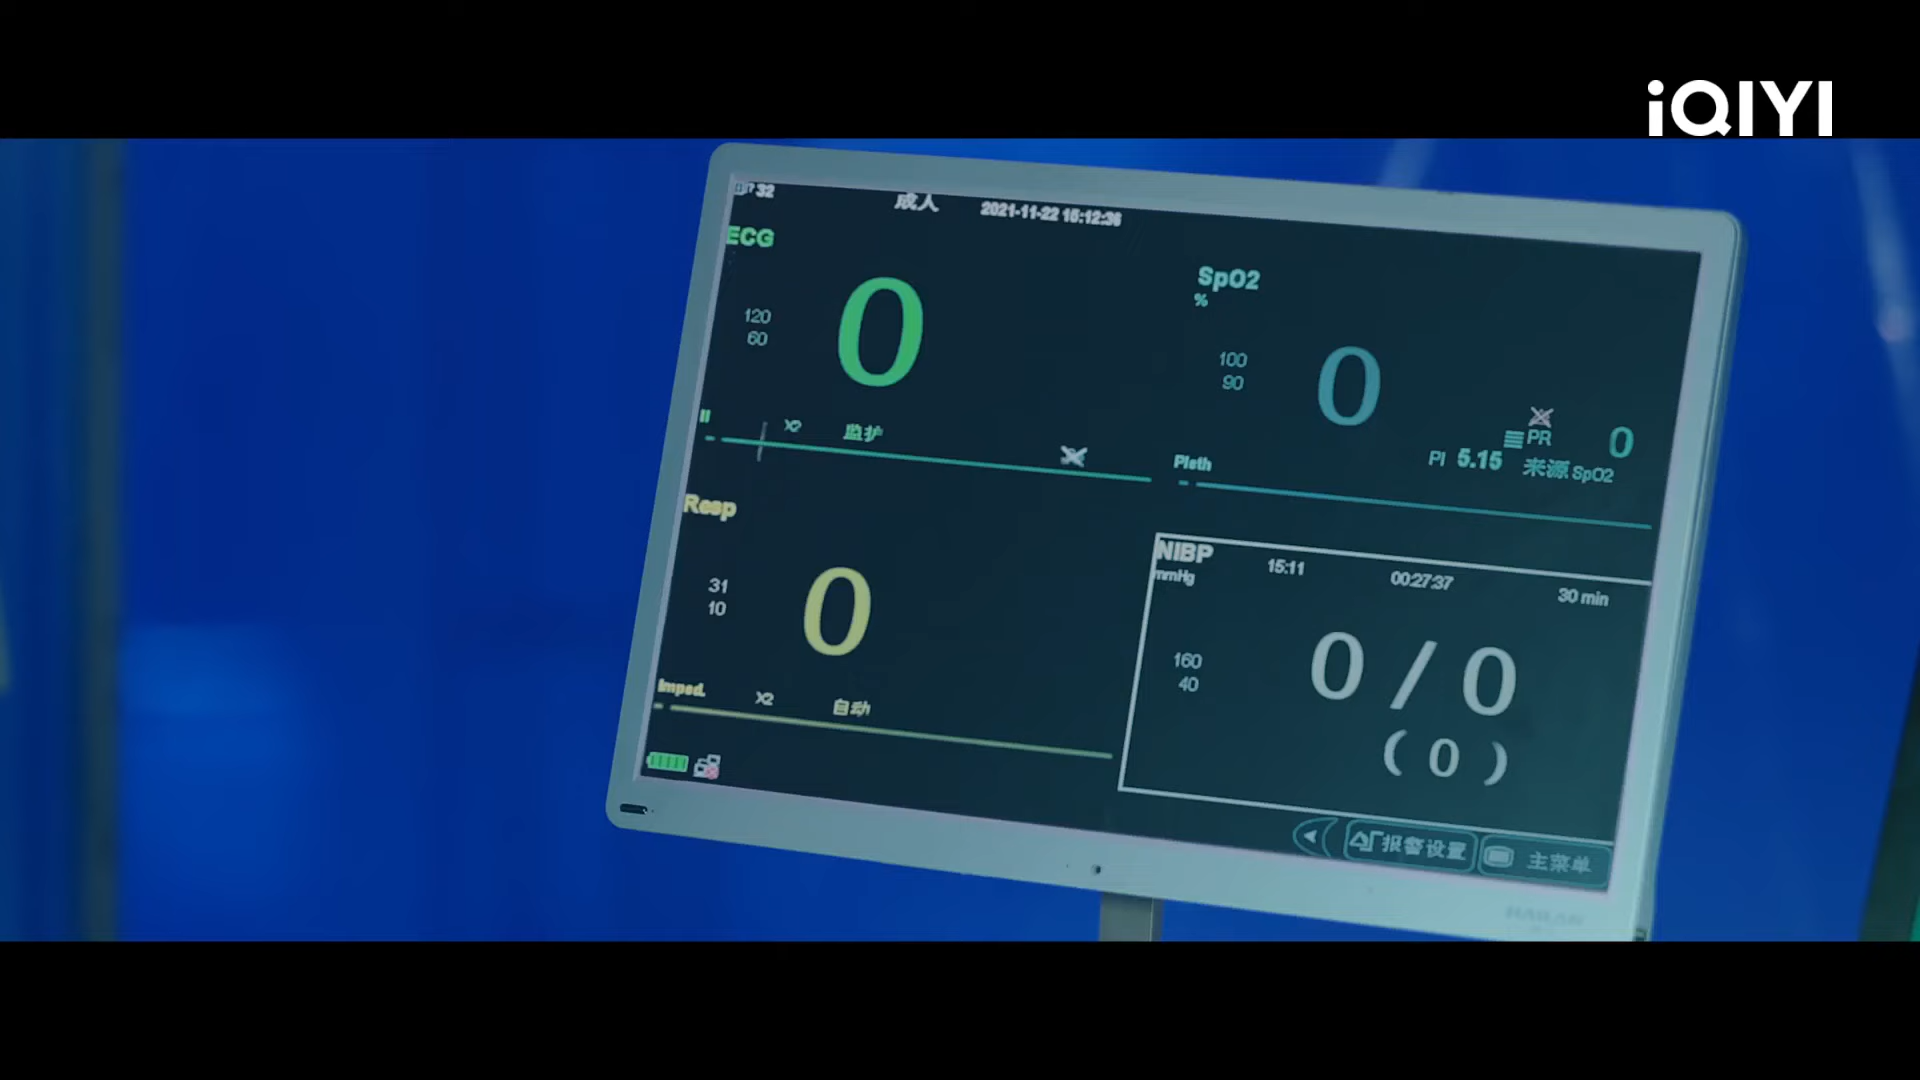 iQIYI
32
成人
2021-11-22 15:12:36
ECG
120
60
0
SpO2
%
100
90
0
PR
0
PI 5.15
来源 SpO2
II
X2
监护
Pleth
Resp
31
10
0
Imped.
X2
自动
NIBP
mmHg
15:11
00:27:37
30 min
160
40
0 / 0
( 0 )
报警设置
主菜单